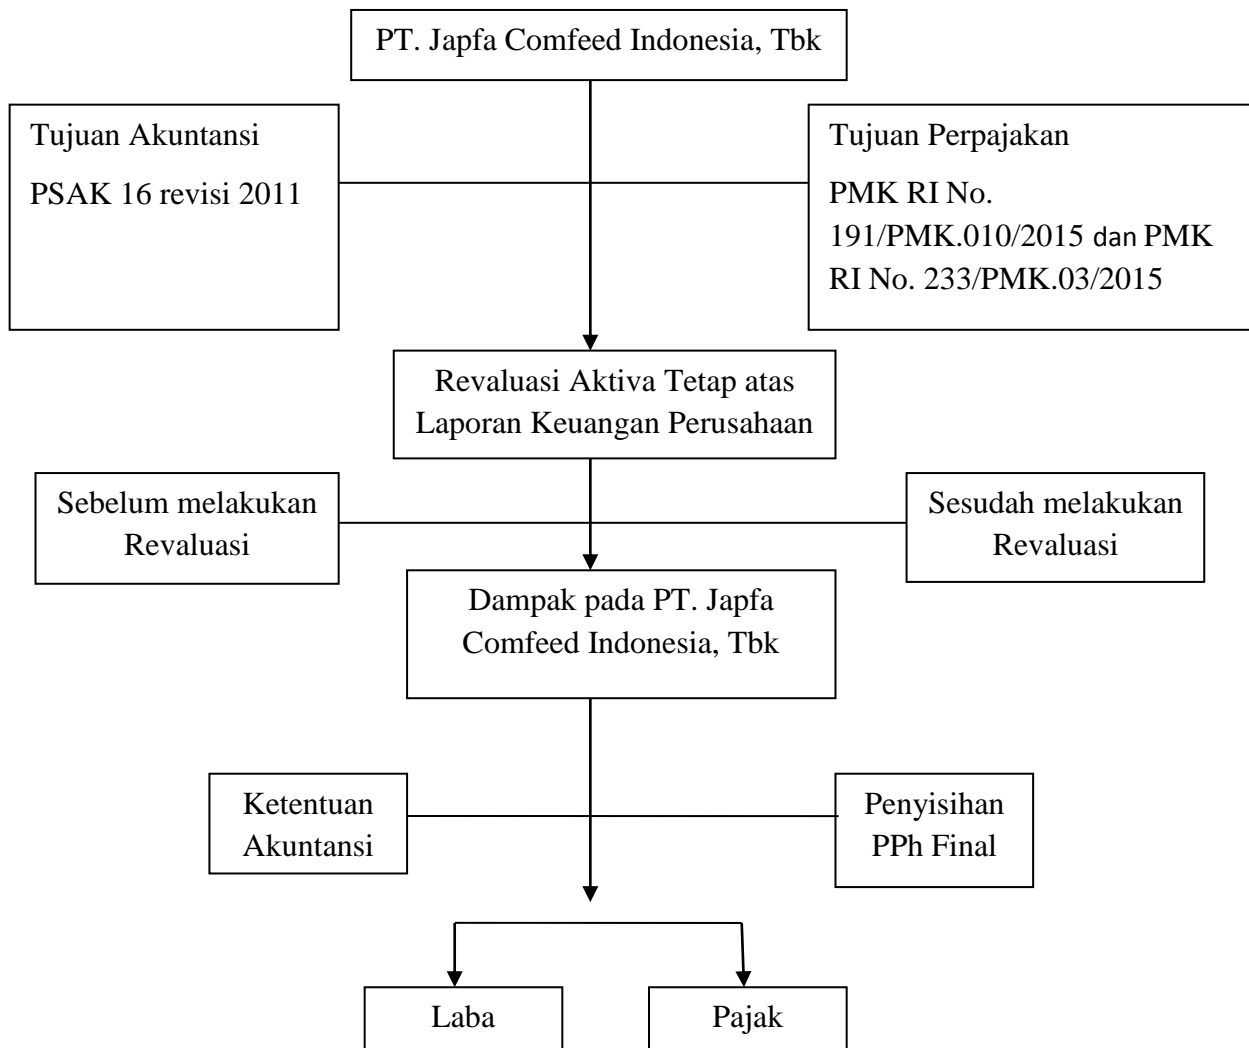 PT. Japfa Comfeed Indonesia, Tbk
Tujuan Akuntansi
PSAK 16 revisi 2011
Tujuan Perpajakan
PMK RI No.
191/PMK.010/2015 dan PMK
RI No. 233/PMK.03/2015
Revaluasi Aktiva Tetap atas
Laporan Keuangan Perusahaan
Sebelum melakukan
Revaluasi
Sesudah melakukan
Revaluasi
Dampak pada PT. Japfa
Comfeed Indonesia, Tbk
Ketentuan
Akuntansi
Penyisihan
PPh Final
Laba
Pajak